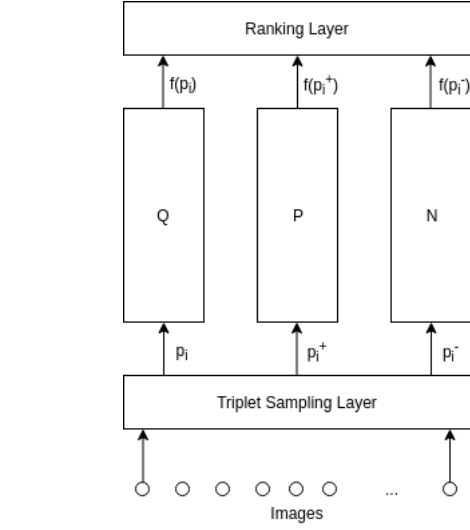 Ranking Layer
f(pᵢ) f(pᵢ⁺) f(pᵢ⁻)
Q P N
pᵢ pᵢ⁺ pᵢ⁻
Triplet Sampling Layer
...
Images